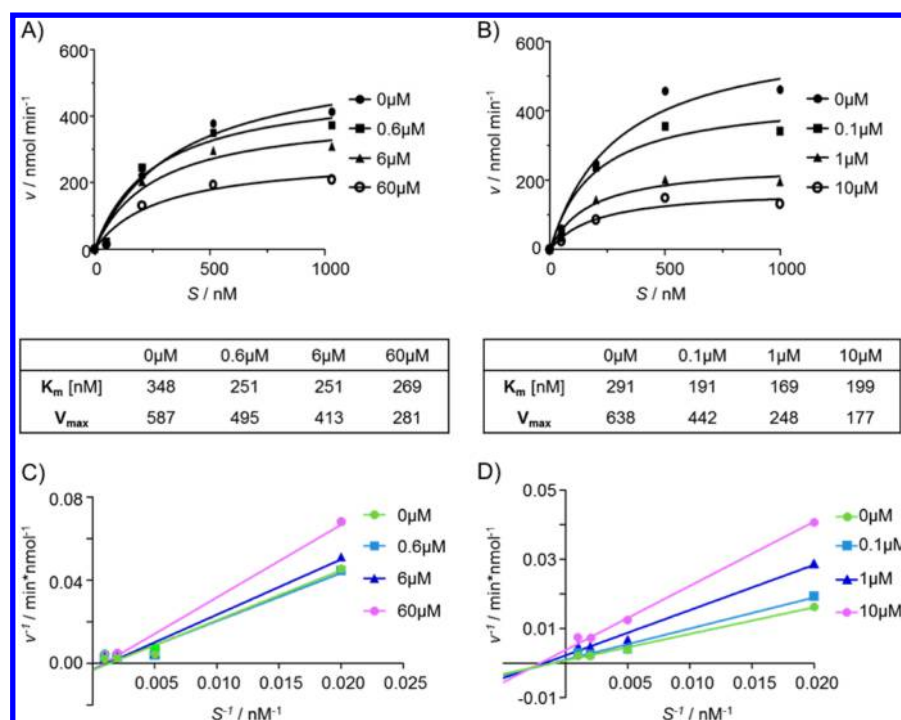 A)
600
400
200
0
v / nmol min⁻¹
0 500 1000
S / nM
0µM
0.6µM
6µM
60µM
B)
600
400
200
0
v / nmol min⁻¹
0 500 1000
S / nM
0µM
0.1µM
1µM
10µM
0µM 0.6µM 6µM 60µM
Km [nM] 348 251 251 269
Vmax 587 495 413 281
0µM 0.1µM 1µM 10µM
Km [nM] 291 191 169 199
Vmax 638 442 248 177
C)
0.08
0.04
0.00
v⁻¹ / min*nmol⁻¹
0.005 0.010 0.015 0.020 0.025
S⁻¹ / nM⁻¹
0µM
0.6µM
6µM
60µM
D)
0.05
0.03
0.01
-0.01
v⁻¹ / min*nmol⁻¹
0.005 0.010 0.015 0.020
S⁻¹ / nM⁻¹
0µM
0.1µM
1µM
10µM